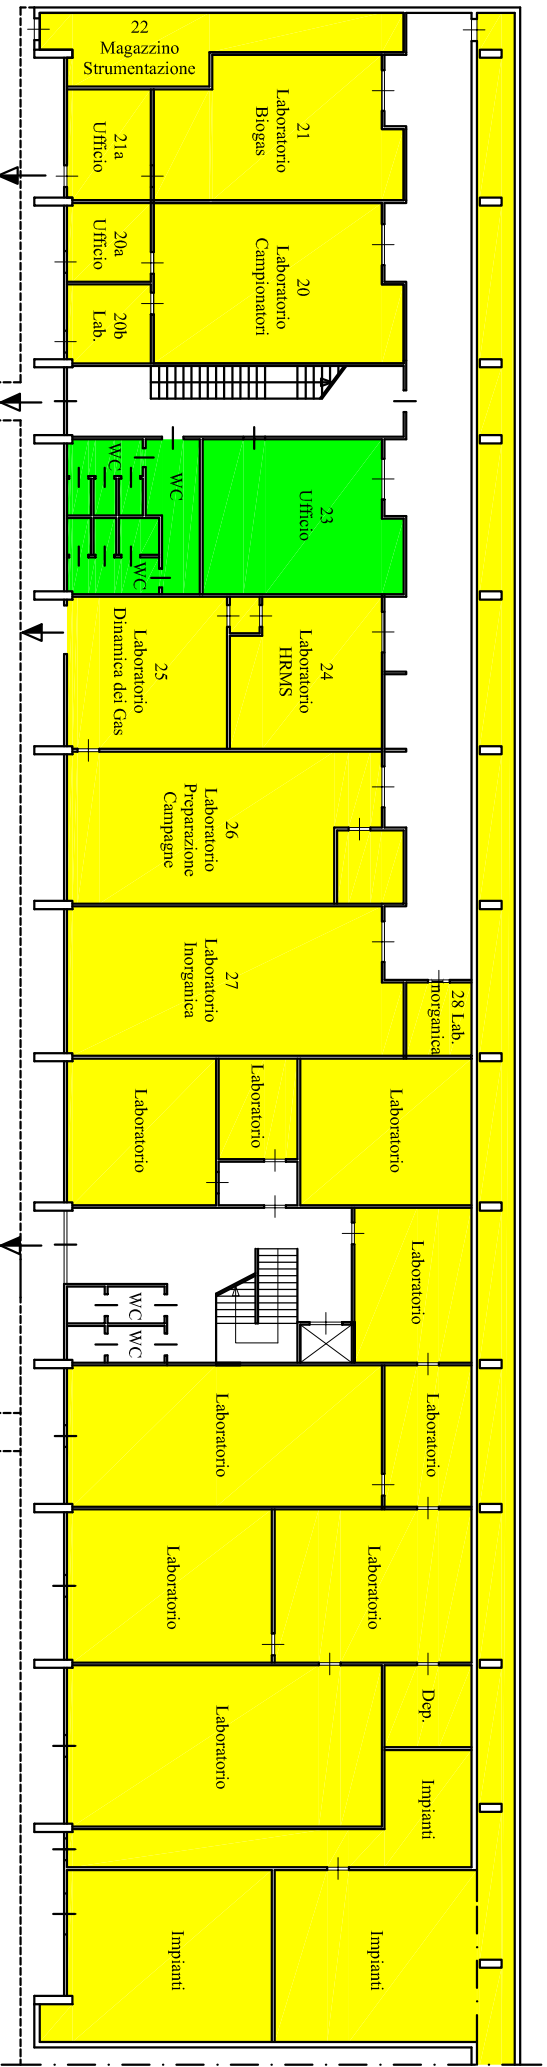 22
Magazzino
Strumentazione
21
Laboratorio
Biogas
21a
Ufficio
20
Laboratorio
Campionatori
20a
Ufficio
20b
Lab.
WC
WC
WC
23
Ufficio
24
Laboratorio
HRMS
25
Laboratorio
Dinamica dei Gas
26
Laboratorio
Preparazione
Campagne
27
Laboratorio
Inorganica
28 Lab.
Inorganica
Laboratorio
Laboratorio
Laboratorio
Laboratorio
WC
WC
Laboratorio
Laboratorio
Laboratorio
Laboratorio
Dep.
Laboratorio
Impianti
Impianti
Impianti